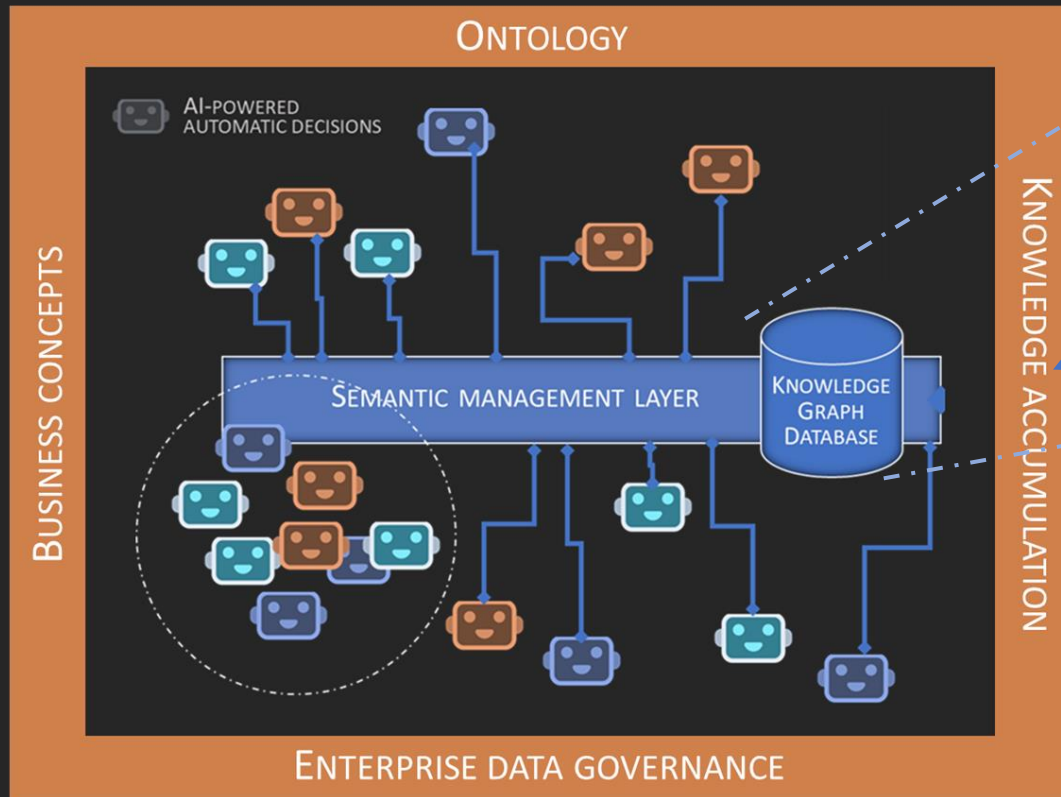 ONTOLOGY
AI-POWERED
AUTOMATIC DECISIONS
BUSINESS CONCEPTS
KNOWLEDGE ACCUMULATION
SEMANTIC MANAGEMENT LAYER
KNOWLEDGE
GRAPH
DATABASE
ENTERPRISE DATA GOVERNANCE